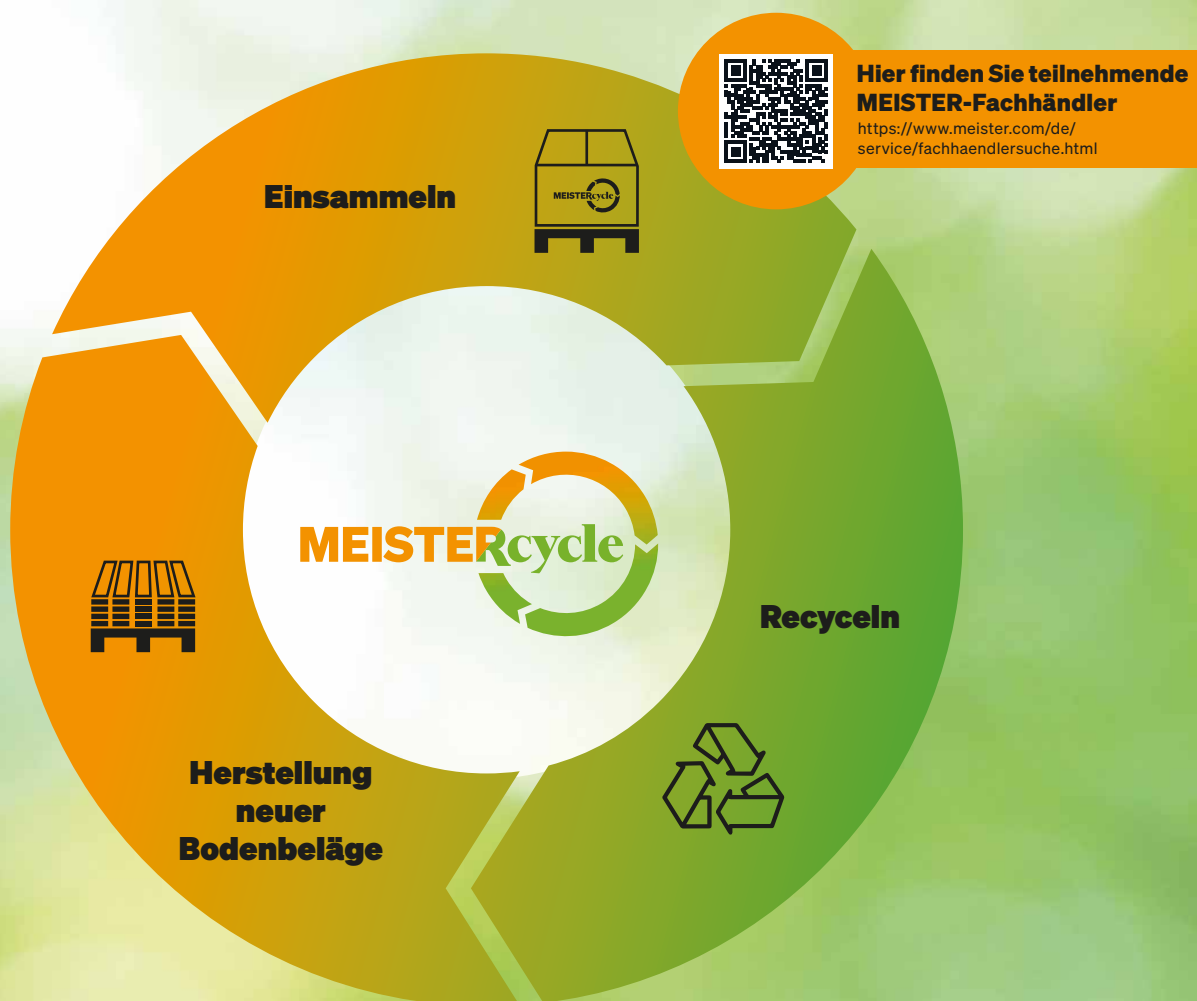 Hier finden Sie teilnehmende
MEISTER-Fachhändler
https://www.meister.com/de/
service/fachhaendlersuche.html
Einsammeln
MEISTERcycle
MEISTERcycle
Recyceln
Herstellung
neuer
Bodenbeläge